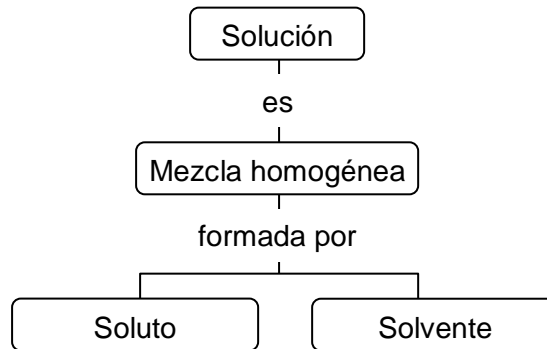 Solución
es
Mezcla homogénea
formada por
Soluto
Solvente